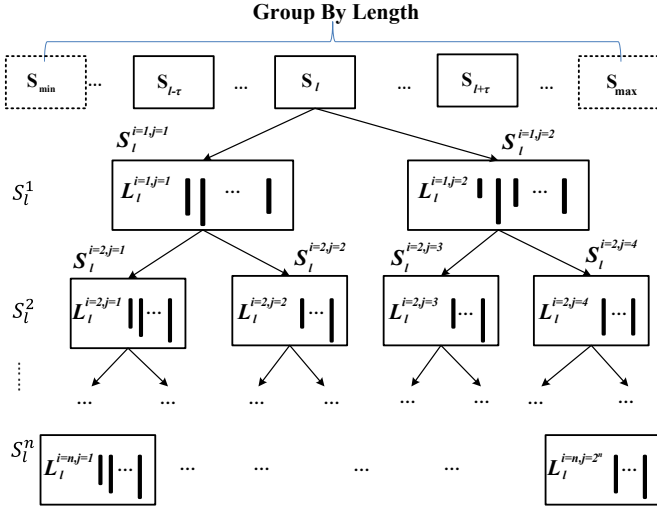 Group By Length
S_min ... S_{l-τ} ... S_l ... S_{l+τ} ... S_max
S_l^{i=1,j=1} S_l^{i=1,j=2}
S_l^1 L_l^{i=1,j=1} ... L_l^{i=1,j=2} ...
S_l^{i=2,j=1} S_l^{i=2,j=2} S_l^{i=2,j=3} S_l^{i=2,j=4}
S_l^2 L_l^{i=2,j=1} ... L_l^{i=2,j=2} ... L_l^{i=2,j=3} ... L_l^{i=2,j=4} ...
......
... ... ... ... ... ... ... ...
S_l^n L_l^{i=n,j=1} ... ... ... ... ... L_l^{i=n,j=2^n} ...